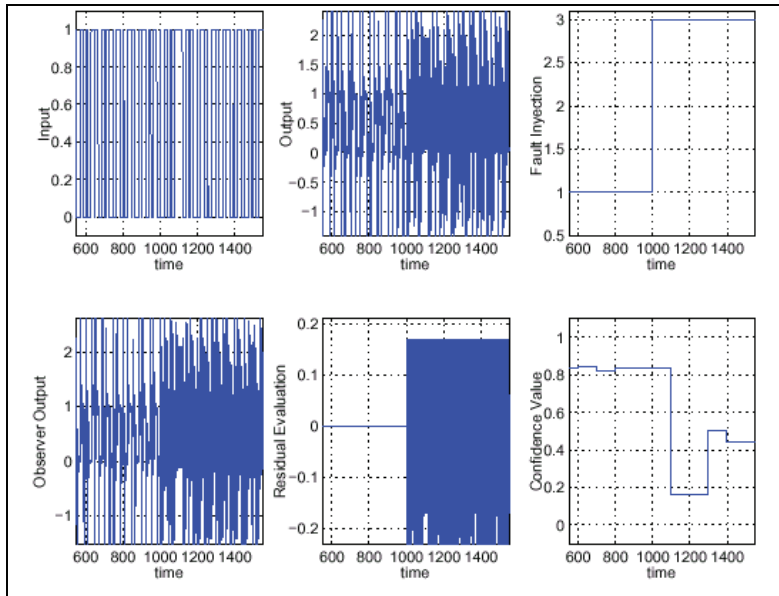 1
0.8
0.6
0.4
0.2
0
Input
600 800 1000 1200 1400
time
2
1.5
1
0.5
0
−0.5
−1
Output
600 800 1000 1200 1400
time
3
2.5
2
1.5
1
0.5
Fault Inyection
600 800 1000 1200 1400
time
2
1
0
−1
Observer Output
600 800 1000 1200 1400
time
0.2
0.1
0
−0.1
−0.2
Residual Evaluation
600 800 1000 1200 1400
time
1
0.8
0.6
0.4
0.2
0
Confidence Value
600 800 1000 1200 1400
time